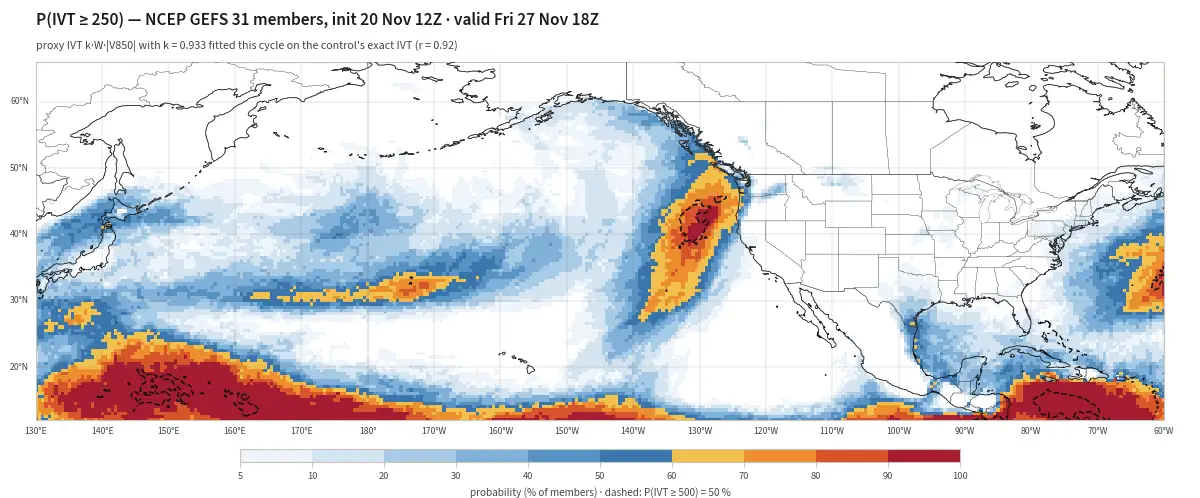 P(IVT ≥ 250) — NCEP GEFS 31 members, init 20 Nov 12Z · valid Fri 27 Nov 18Z
proxy IVT k·W·|V850| with k = 0.933 fitted this cycle on the control's exact IVT (r = 0.92)
60°N
50°N
40°N
30°N
20°N
130°E 140°E 150°E 160°E 170°E 180° 170°W 160°W 150°W 140°W 130°W 120°W 110°W 100°W 90°W 80°W 70°W 60°W
5 10 20 30 40 50 60 70 80 90 100
probability (% of members) · dashed: P(IVT ≥ 500) = 50 %